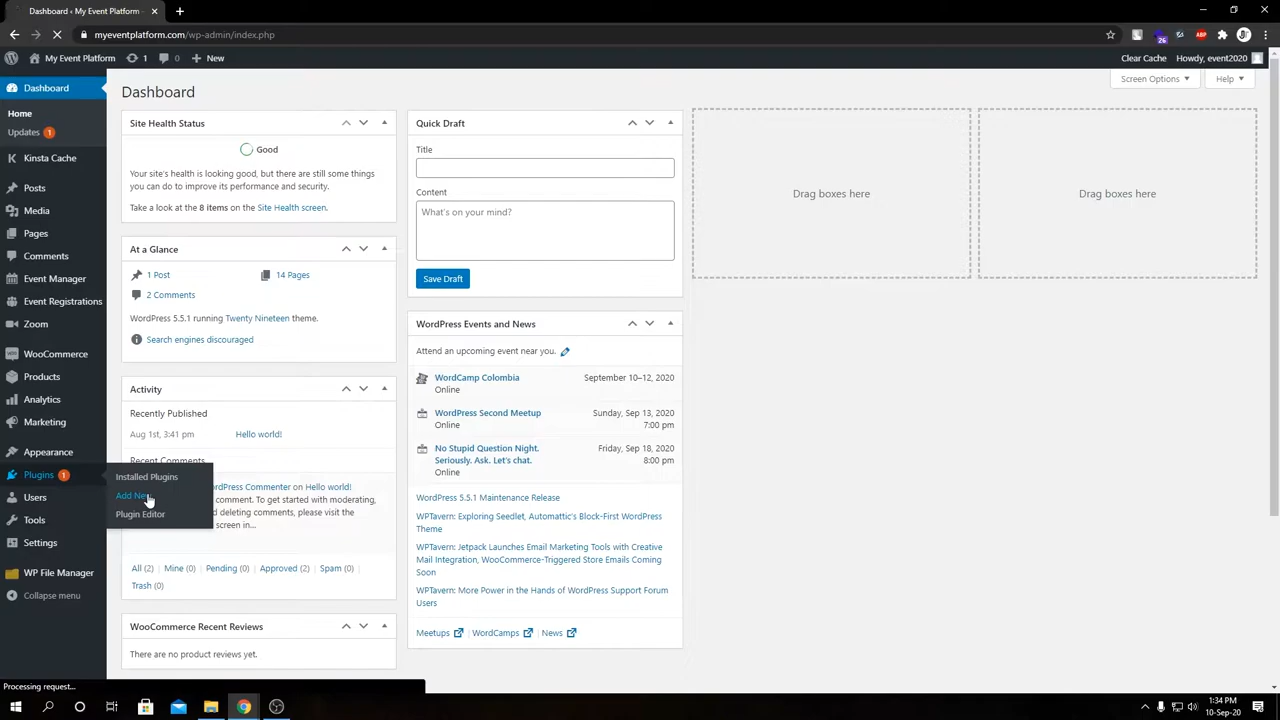 Dashboard ‹ My Event Platform —
myeventplatform.com/wp-admin/index.php
26
ABP
My Event Platform
1
0
New
Clear Cache
Howdy, event2020
Dashboard
Home
Updates 1
Kinsta Cache
Posts
Media
Pages
Comments
Event Manager
Event Registrations
Zoom
WooCommerce
Products
Analytics
Marketing
Appearance
Plugins 1
Users
Tools
Settings
WP File Manager
Collapse menu
Installed Plugins
Add New
Plugin Editor
Screen Options
Help
Dashboard
Site Health Status
Good
Your site's health is looking good, but there are still some things
you can do to improve its performance and security.
Take a look at the 8 items on the Site Health screen.
At a Glance
1 Post
14 Pages
2 Comments
WordPress 5.5.1 running Twenty Nineteen theme.
Search engines discouraged
Activity
Recently Published
Aug 1st, 3:41 pm
Hello world!
Recent Comments
rdPress Commenter on Hello world!
comment. To get started with moderating,
deleting comments, please visit the
screen in...
All (2) | Mine (0) | Pending (0) | Approved (2) | Spam (0) |
Trash (0)
WooCommerce Recent Reviews
There are no product reviews yet.
Quick Draft
Title
Content
What's on your mind?
Save Draft
WordPress Events and News
Attend an upcoming event near you.
WordCamp Colombia
Online
September 10–12, 2020
WordPress Second Meetup
Online
Sunday, Sep 13, 2020
7:00 pm
No Stupid Question Night.
Seriously. Ask. Let's chat.
Online
Friday, Sep 18, 2020
8:00 pm
WordPress 5.5.1 Maintenance Release
WPTavern: Exploring Seedlet, Automattic's Block-First WordPress
Theme
WPTavern: Jetpack Launches Email Marketing Tools with Creative
Mail Integration, WooCommerce-Triggered Store Emails Coming
Soon
WPTavern: More Power in the Hands of WordPress Support Forum
Users
Meetups | WordCamps | News
Drag boxes here
Drag boxes here
Processing request...
1:34 PM
10-Sep-20